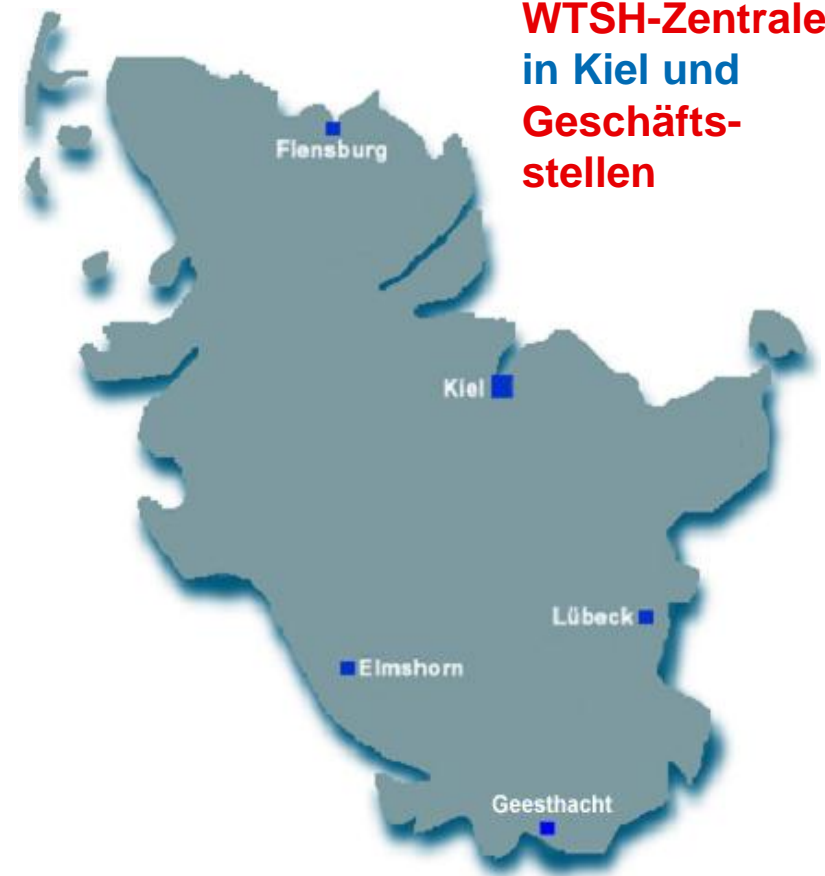 WTSH-Zentrale
in Kiel und
Geschäfts-
stellen
Flensburg
Kiel
Lübeck
Elmshorn
Geesthacht